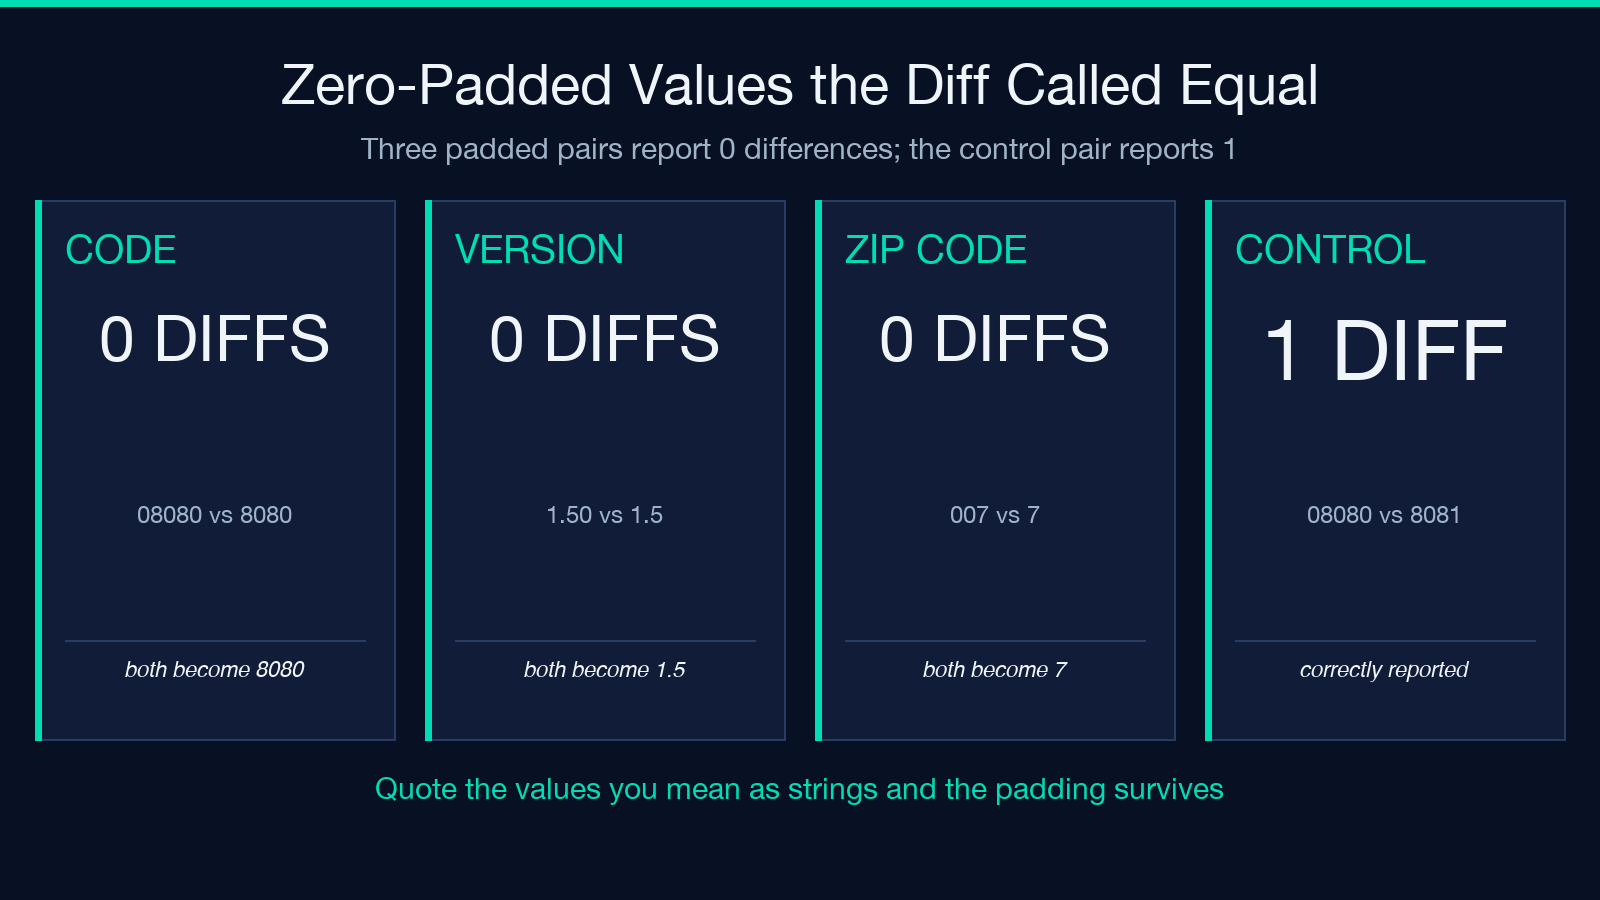 Zero-Padded Values the Diff Called Equal
Three padded pairs report 0 differences; the control pair reports 1
CODE
0 DIFFS
08080 vs 8080
both become 8080
VERSION
0 DIFFS
1.50 vs 1.5
both become 1.5
ZIP CODE
0 DIFFS
007 vs 7
both become 7
CONTROL
1 DIFF
08080 vs 8081
correctly reported
Quote the values you mean as strings and the padding survives